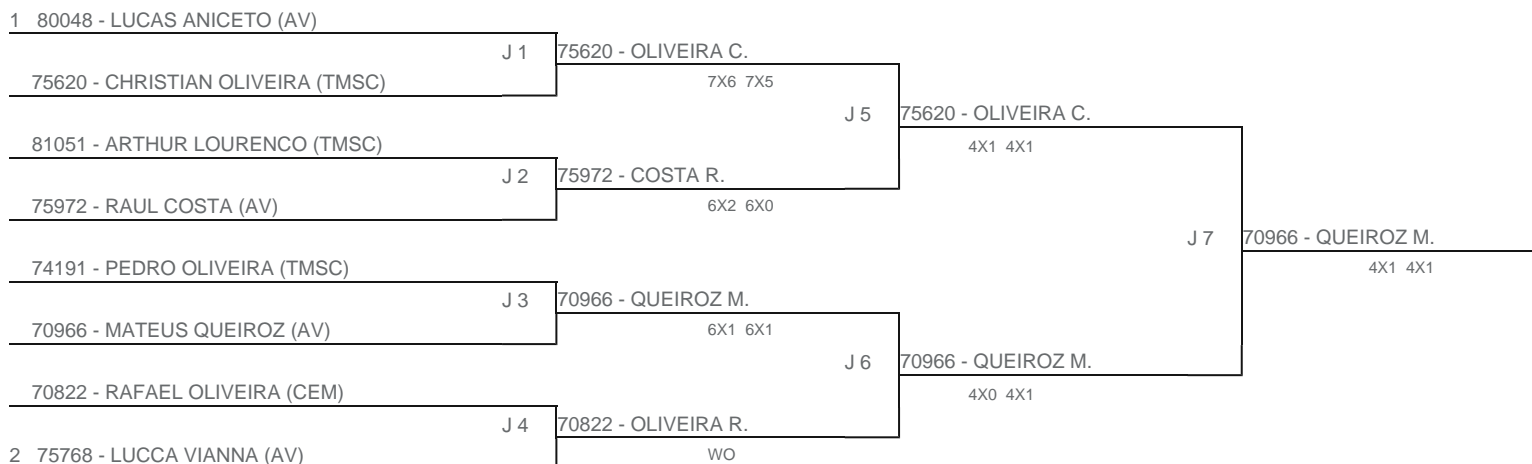 1 80048 - LUCAS ANICETO (AV)
J 1
75620 - OLIVEIRA C.
75620 - CHRISTIAN OLIVEIRA (TMSC)
7X6 7X5
J 5
75620 - OLIVEIRA C.
81051 - ARTHUR LOURENCO (TMSC)
4X1 4X1
J 2
75972 - COSTA R.
75972 - RAUL COSTA (AV)
6X2 6X0
J 7
70966 - QUEIROZ M.
74191 - PEDRO OLIVEIRA (TMSC)
4X1 4X1
J 3
70966 - QUEIROZ M.
70966 - MATEUS QUEIROZ (AV)
6X1 6X1
J 6
70966 - QUEIROZ M.
70822 - RAFAEL OLIVEIRA (CEM)
4X0 4X1
J 4
70822 - OLIVEIRA R.
2 75768 - LUCCA VIANNA (AV)
WO